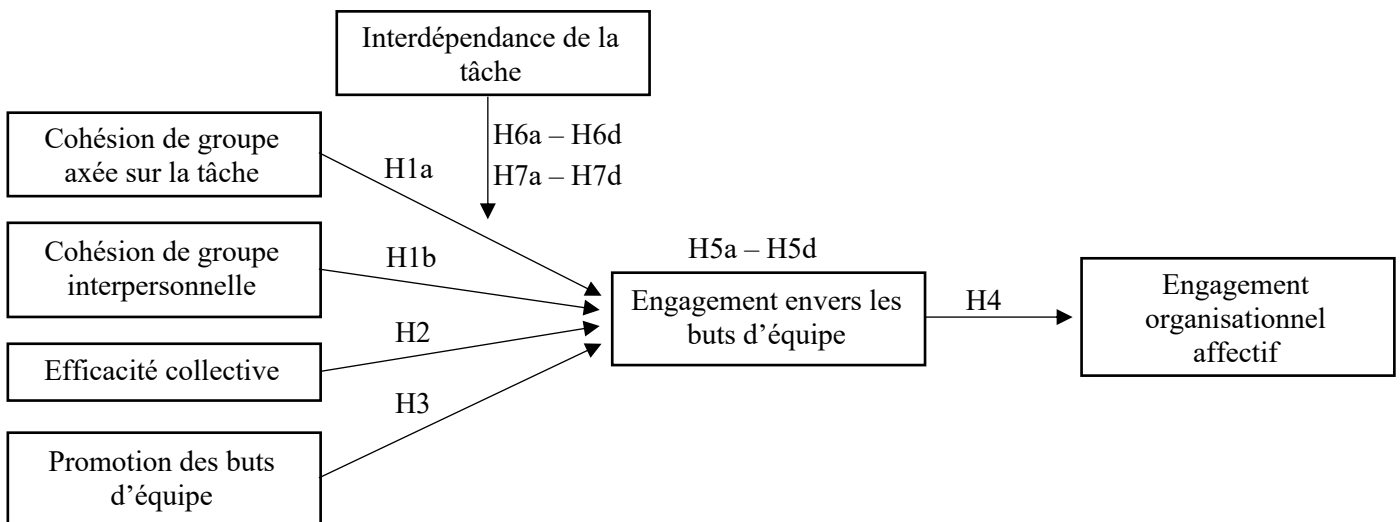 Interdépendance de la
tâche
H6a – H6d
H7a – H7d
Cohésion de groupe
axée sur la tâche
H1a
Cohésion de groupe
interpersonnelle
H1b
H5a – H5d
Engagement envers les
buts d’équipe
H4
Engagement
organisationnel
affectif
Efficacité collective
H2
H3
Promotion des buts
d’équipe